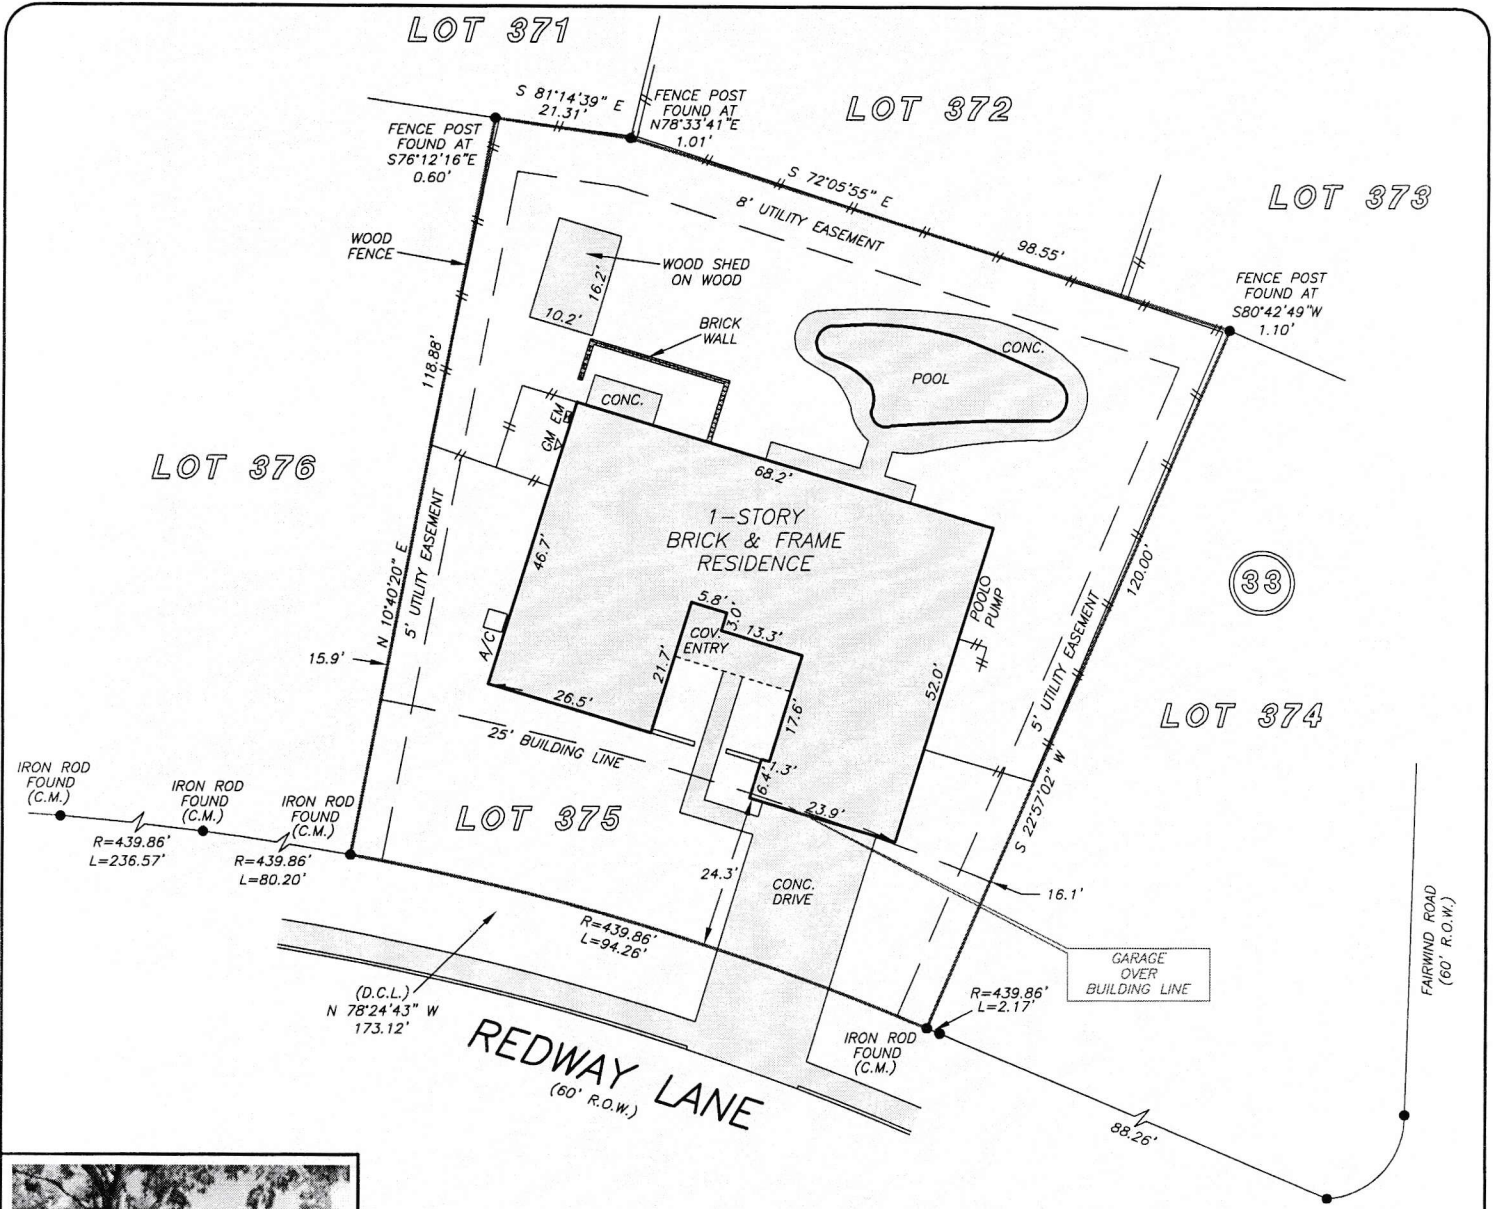 LOT 371
S 81°14'39" E
21.31'
FENCE POST
FOUND AT
N78°33'41"E
1.01'
LOT 372
FENCE POST
FOUND AT
S76°12'16"E
0.60'
S 72°05'55" E
98.55'
8' UTILITY EASEMENT
LOT 373
WOOD
FENCE
WOOD SHED
ON WOOD
16.2'
10.2'
BRICK
WALL
FENCE POST
FOUND AT
S80°42'49"W
1.10'
CONC.
POOL
118.88'
CONC.
GM EM
LOT 376
68.2'
1-STORY
BRICK & FRAME
RESIDENCE
46.7'
N 10°40'20" E
5' UTILITY EASEMENT
120.00'
33
POOLO
PUMP
5.8'
3.0'
13.3'
COV.
ENTRY
A/C
15.9'
21.7'
26.5'
17.6'
52.0'
5' UTILITY EASEMENT
LOT 374
25' BUILDING LINE
1.3'
6.4'
23.9'
S 22°57'02" W
IRON ROD
FOUND
(C.M.)
IRON ROD
FOUND
(C.M.)
IRON ROD
FOUND
(C.M.)
LOT 375
R=439.86'
L=236.57'
R=439.86'
L=80.20'
24.3'
CONC.
DRIVE
16.1'
R=439.86'
L=94.26'
GARAGE
OVER
BUILDING LINE
FAIRWIND ROAD
(60' R.O.W.)
(D.C.L.)
N 78°24'43" W
173.12'
R=439.86'
L=2.17'
IRON ROD
FOUND
(C.M.)
REDWAY LANE
(60' R.O.W.)
88.26'